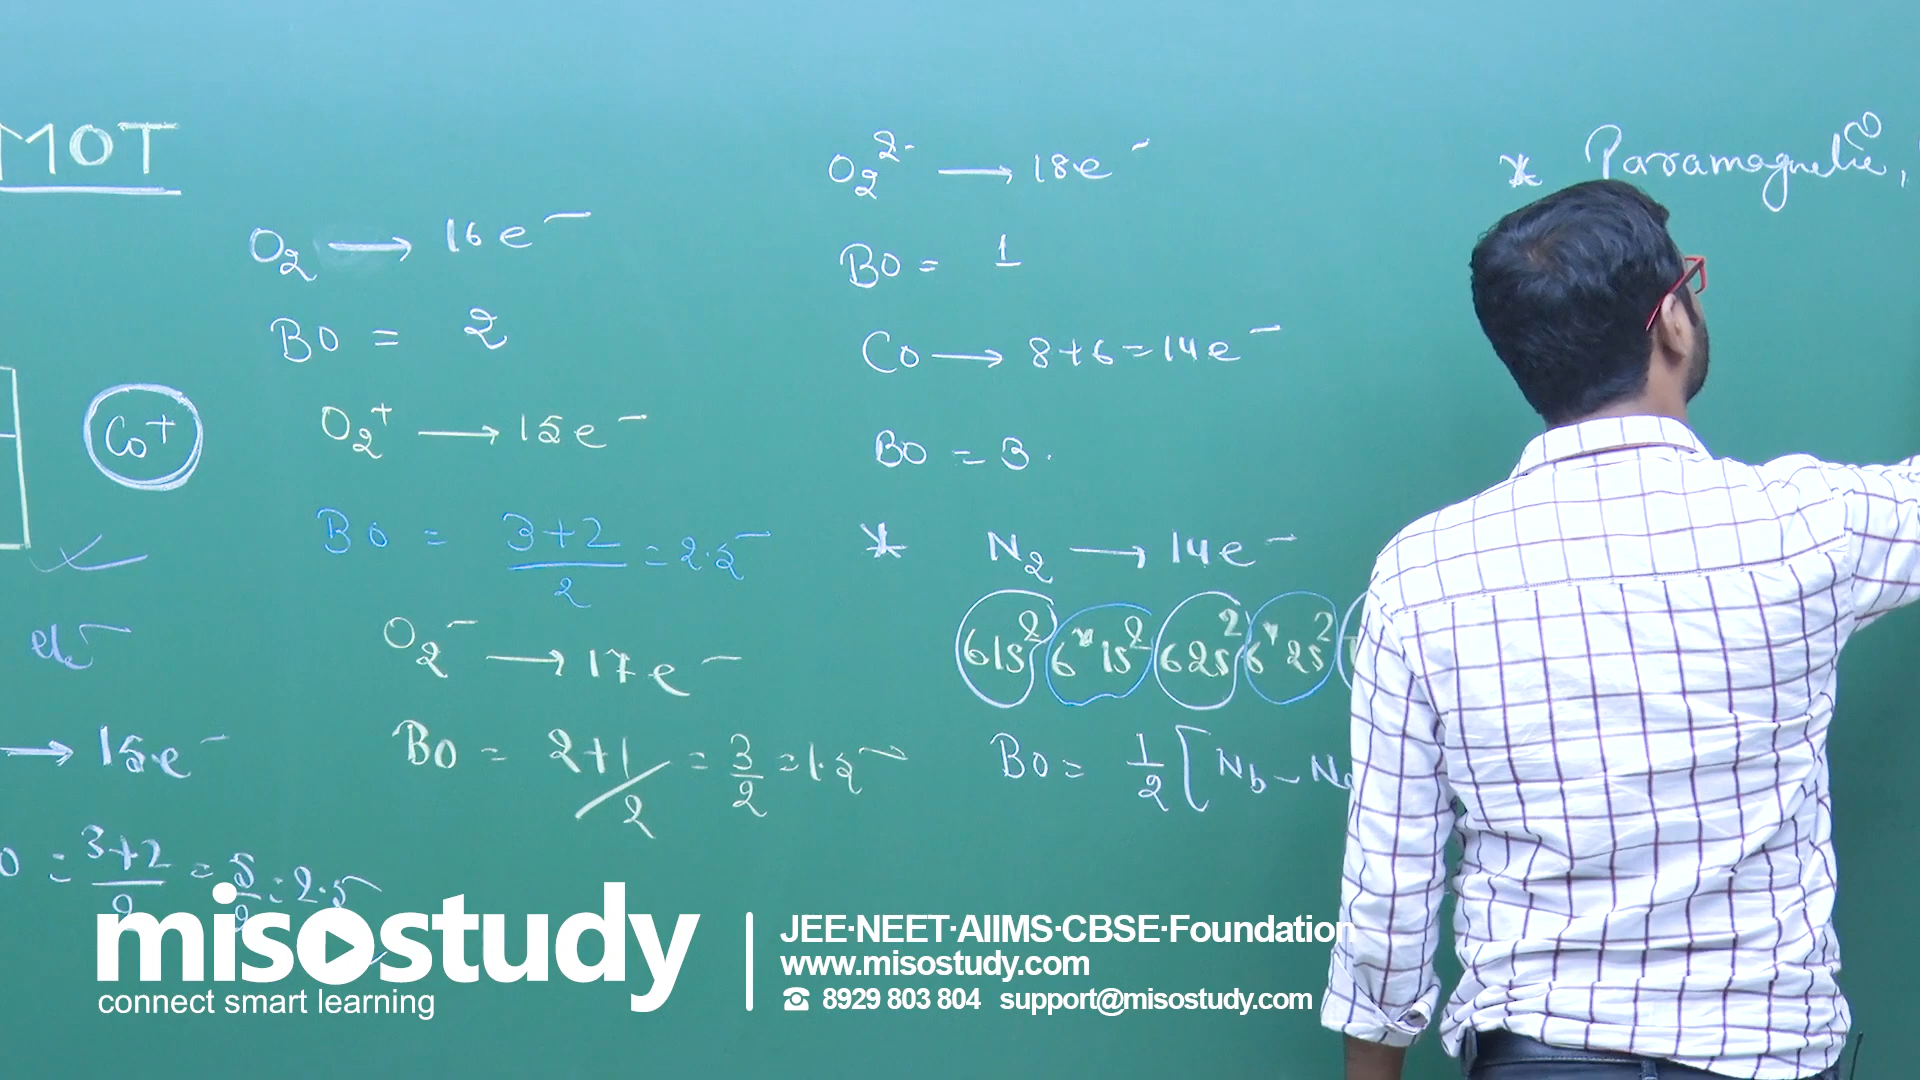 MOT
O₂ → 16e⁻
BO = 2
Co⁺
O₂⁺ → 15e⁻
BO = 3+2/2 = 2.5
O₂⁻ → 17e⁻
BO = 2+1/2 = 3/2 = 1.5
→ 15e⁻
O = 3+2/2 = 5/2 = 2.5
O₂²⁻ → 18e⁻
BO = 1
CO → 8+6=14e⁻
BO = 3.
* N₂ → 14e⁻
σ1s² σ*1s² σ2s² σ*2s²
BO = 1/2 [Nb - Na
* Paramagnetic,
misostudy
connect smart learning
JEE·NEET·AIIMS·CBSE·Foundation
www.misostudy.com
☎ 8929 803 804 support@misostudy.com